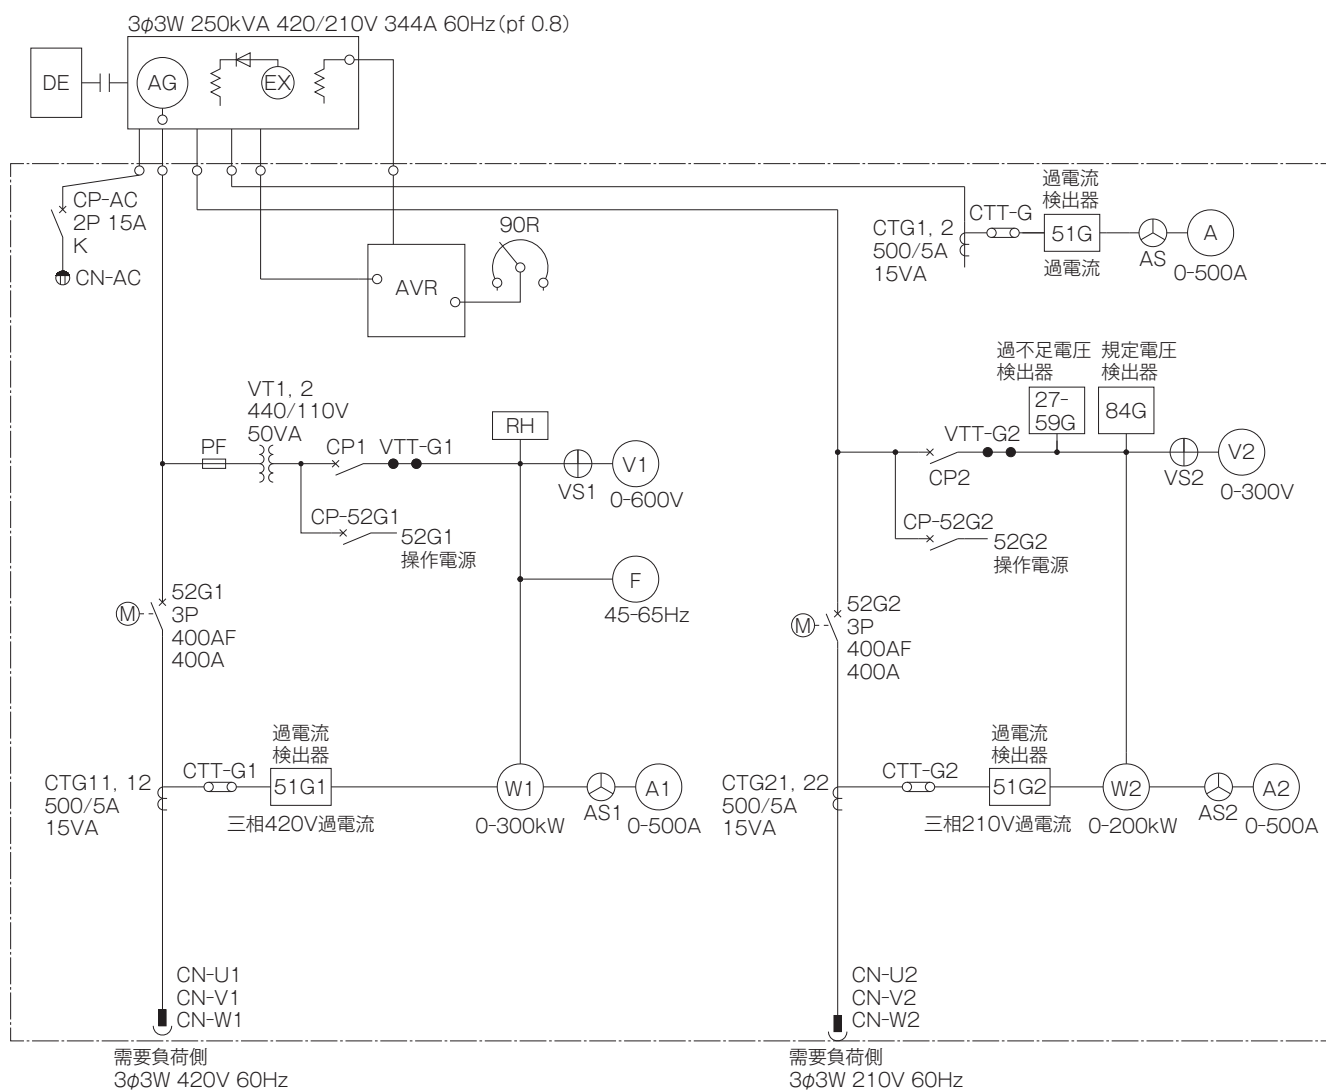 3φ3W 250kVA 420/210V 344A 60Hz(pf 0.8)
DE
AG
EX
CP-AC
2P 15A
K
CN-AC
AVR
90R
CTG1, 2
500/5A
15VA
CTT-G
過電流
検出器
51G
過電流
AS
A
0-500A
VT1, 2
440/110V
50VA
PF
CP1
VTT-G1
RH
VS1
V1
0-600V
CP-52G1
52G1
操作電源
F
45-65Hz
M
52G1
3P
400AF
400A
CTG11, 12
500/5A
15VA
CTT-G1
過電流
検出器
51G1
三相420V過電流
W1
0-300kW
AS1
A1
0-500A
CN-U1
CN-V1
CN-W1
需要負荷側
3φ3W 420V 60Hz
過不足電圧
検出器
27-
59G
規定電圧
検出器
84G
VTT-G2
CP2
VS2
V2
0-300V
CP-52G2
52G2
操作電源
M
52G2
3P
400AF
400A
CTG21, 22
500/5A
15VA
CTT-G2
過電流
検出器
51G2
三相210V過電流
W2
0-200kW
AS2
A2
0-500A
CN-U2
CN-V2
CN-W2
需要負荷側
3φ3W 210V 60Hz